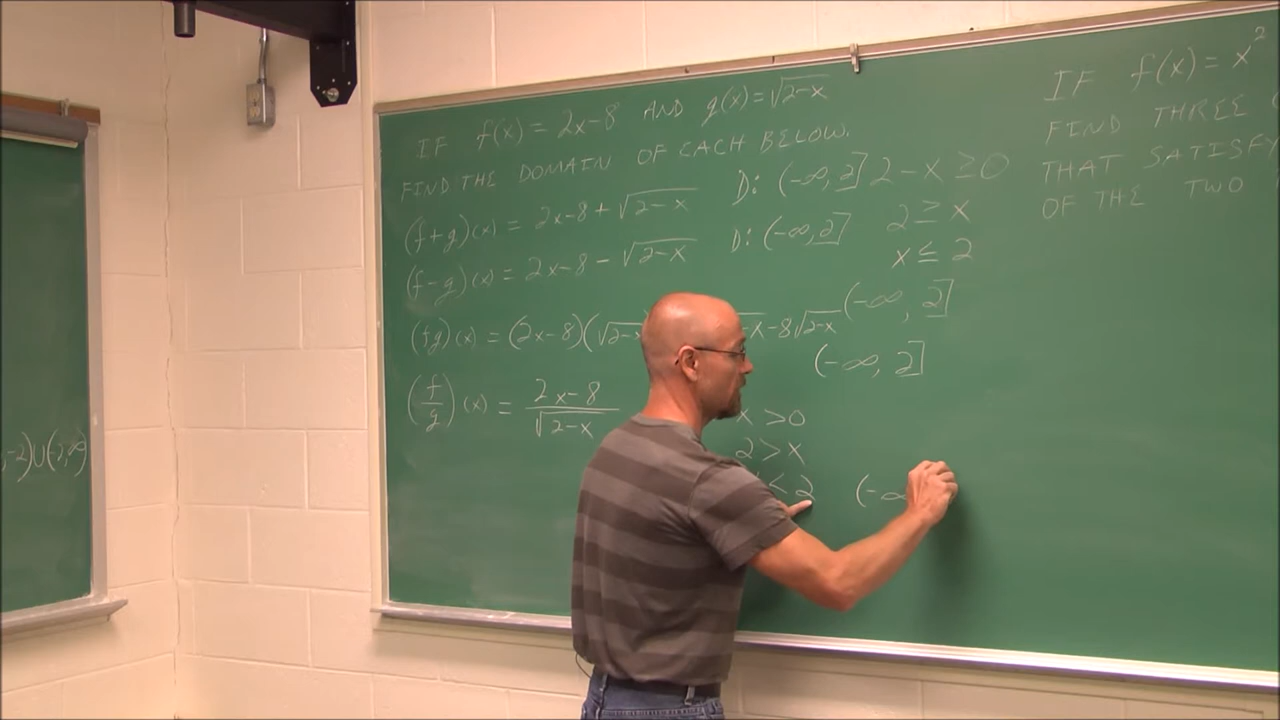 IF f(x) = 2x-8 AND g(x) = √(2-x)
FIND THE DOMAIN OF EACH BELOW.
(f+g)(x) = 2x-8 + √(2-x) D: (-∞, 2]
(f-g)(x) = 2x-8 - √(2-x) D: (-∞, 2]
2-x ≥ 0
2 ≥ x
x ≤ 2
(-∞, 2]
(fg)(x) = (2x-8)(√(2-x) -x -8√(2-x)
(-∞, 2]
(f/g)(x) = (2x-8)/√(2-x)
x > 0
2 > x
< 2 (-∞
IF f(x) = x²
FIND THREE
THAT SATISFY
OF THE TWO
,-2)∪(-2,∞)